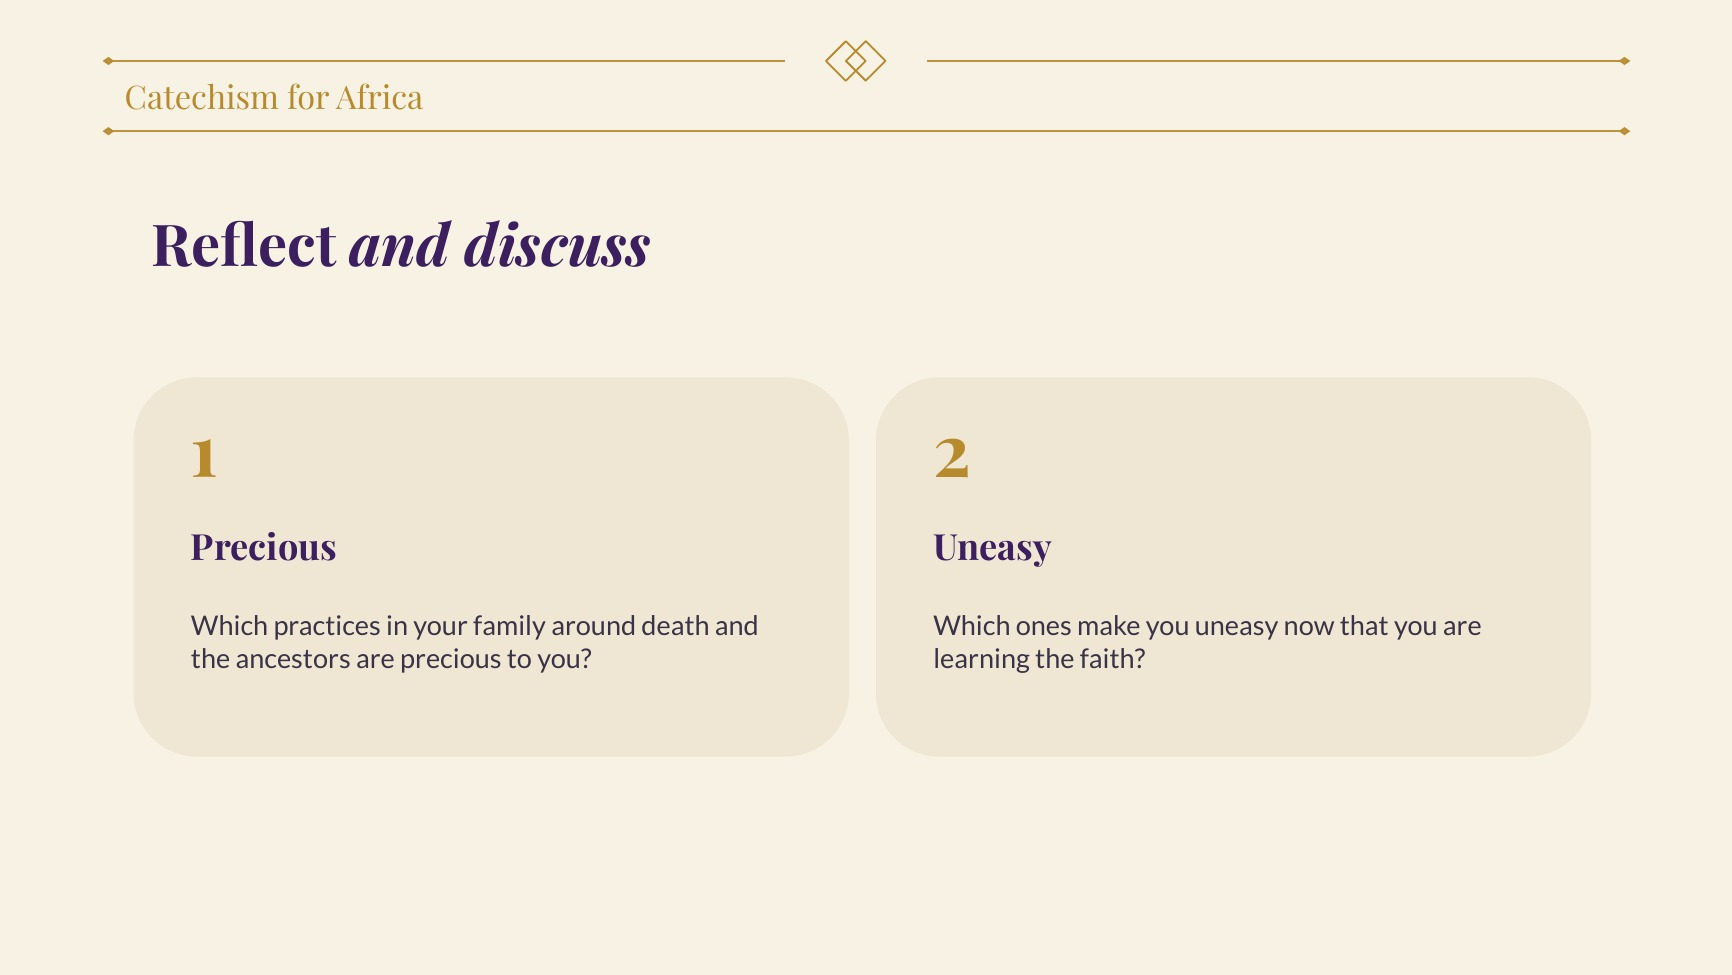 Catechism for Africa
Reflect and discuss
1
Precious
Which practices in your family around death and
the ancestors are precious to you?
2
Uneasy
Which ones make you uneasy now that you are
learning the faith?